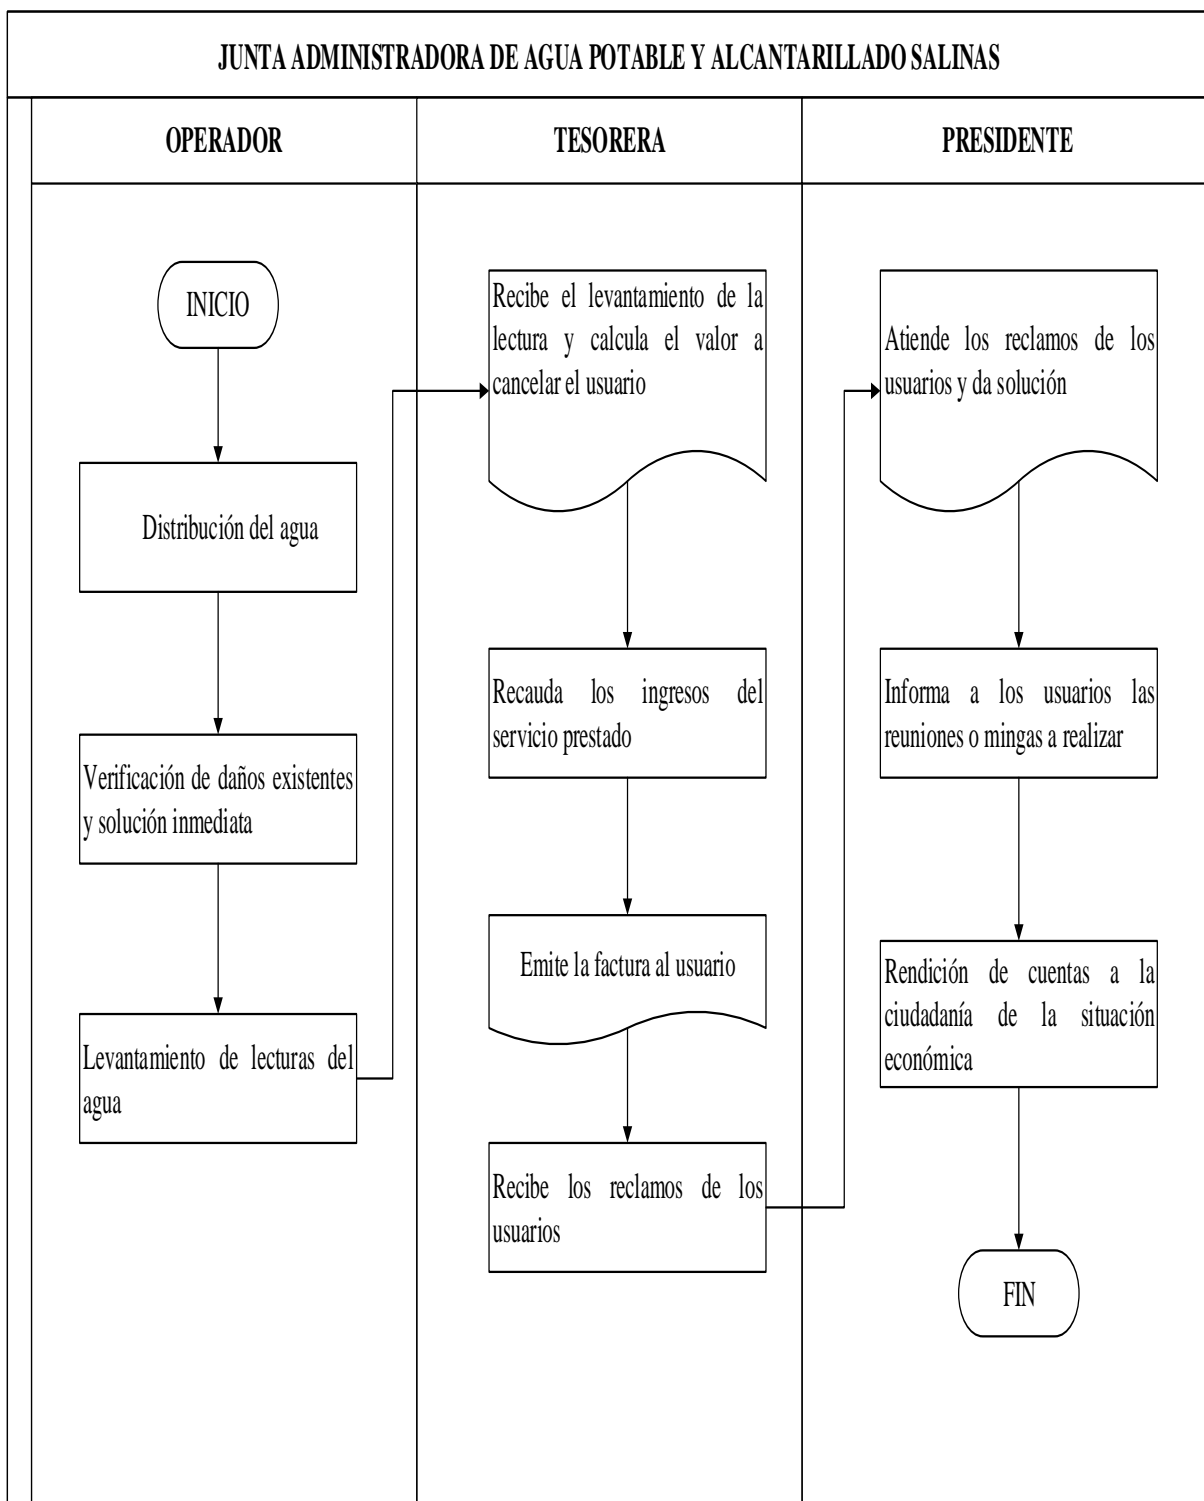 JUNTA ADMINISTRADORA DE AGUA POTABLE Y ALCANTARILLADO SALINAS
OPERADOR
TESORERA
PRESIDENTE
INICIO
Distribución del agua
Verificación de daños existentes
y solución inmediata
Levantamiento de lecturas del
agua
Recibe el levantamiento de la
lectura y calcula el valor a
cancelar el usuario
Recauda los ingresos del
servicio prestado
Emite la factura al usuario
Recibe los reclamos de los
usuarios
Atiende los reclamos de los
usuarios y da solución
Informa a los usuarios las
reuniones o mingas a realizar
Rendición de cuentas a la
ciudadanía de la situación
económica
FIN